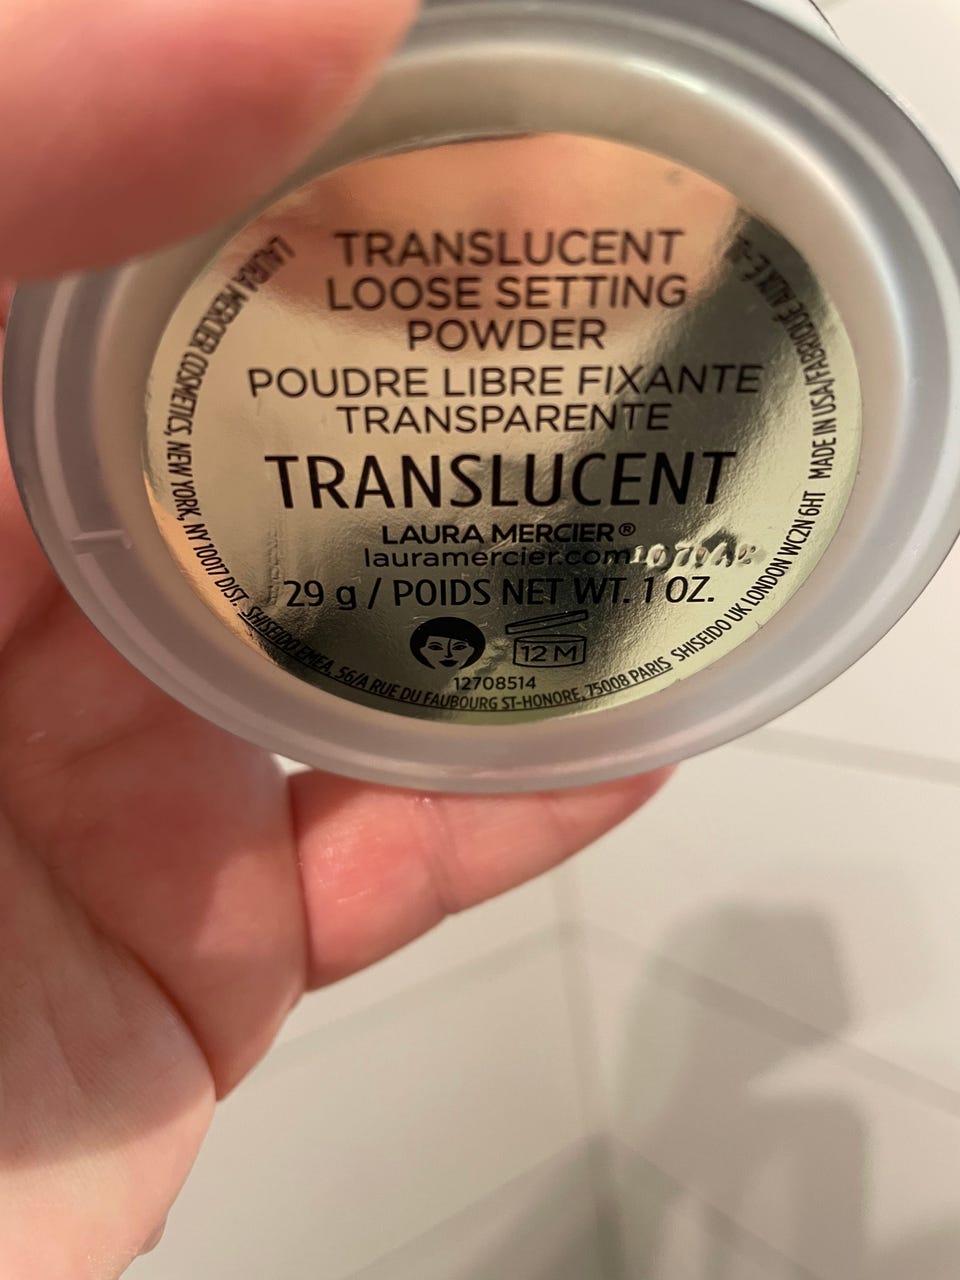 TRANSLUCENT
LOOSE SETTING
POWDER
POUDRE LIBRE FIXANTE
TRANSPARENTE
TRANSLUCENT
LAURA MERCIER®
lauramercier.com
29 g / POIDS NET WT. 1 OZ.
12 M
12708514
LAURA MERCIER COSMETICS, NEW YORK, NY 10017 DIST. SHISEIDO EMEA, 56/A RUE DU FAUBOURG ST-HONORE, 75008 PARIS SHISEIDO UK LONDON WC2N 6HT MADE IN USA/FABRIQUÉ AUX É.-